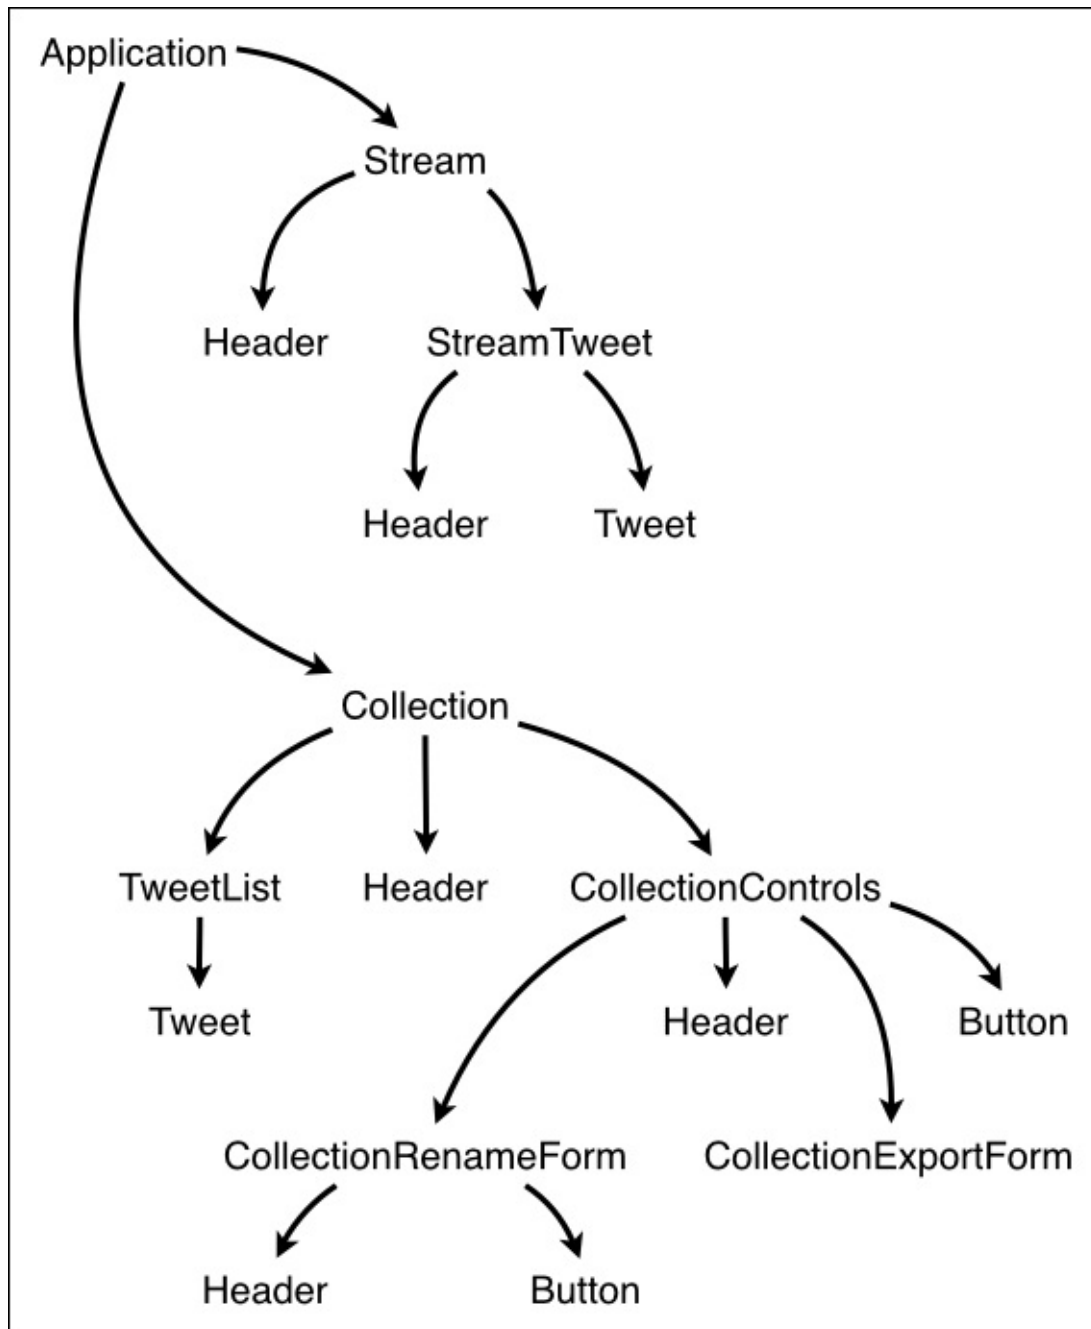 Application
Stream
Header
StreamTweet
Header
Tweet
Collection
TweetList
Header
CollectionControls
Tweet
Header
Button
CollectionRenameForm
CollectionExportForm
Header
Button